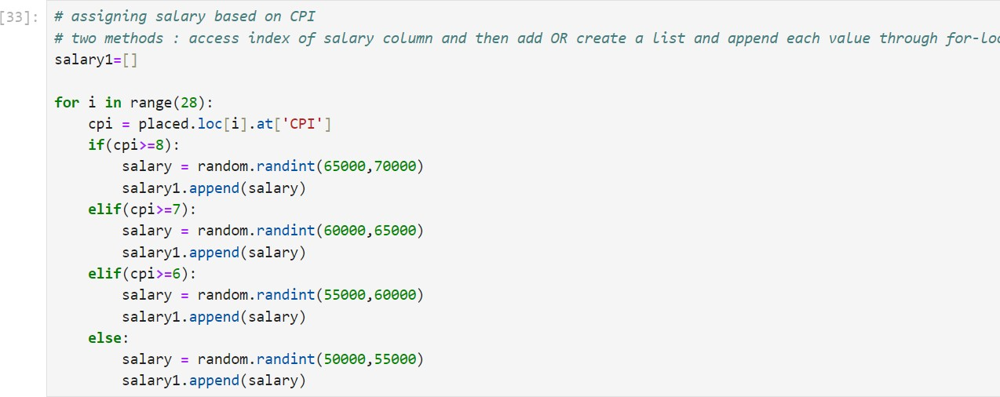 [33]:
# assigning salary based on CPI
# two methods : access index of salary column and then add OR create a list and append each value through
salary1=[]
for i in range(28):
    cpi = placed.loc[i].at['CPI']
    if(cpi>=8):
        salary = random.randint(65000,70000)
        salary1.append(salary)
    elif(cpi>=7):
        salary = random.randint(60000,65000)
        salary1.append(salary)
    elif(cpi>=6):
        salary = random.randint(55000,60000)
        salary1.append(salary)
    else:
        salary = random.randint(50000,55000)
        salary1.append(salary)